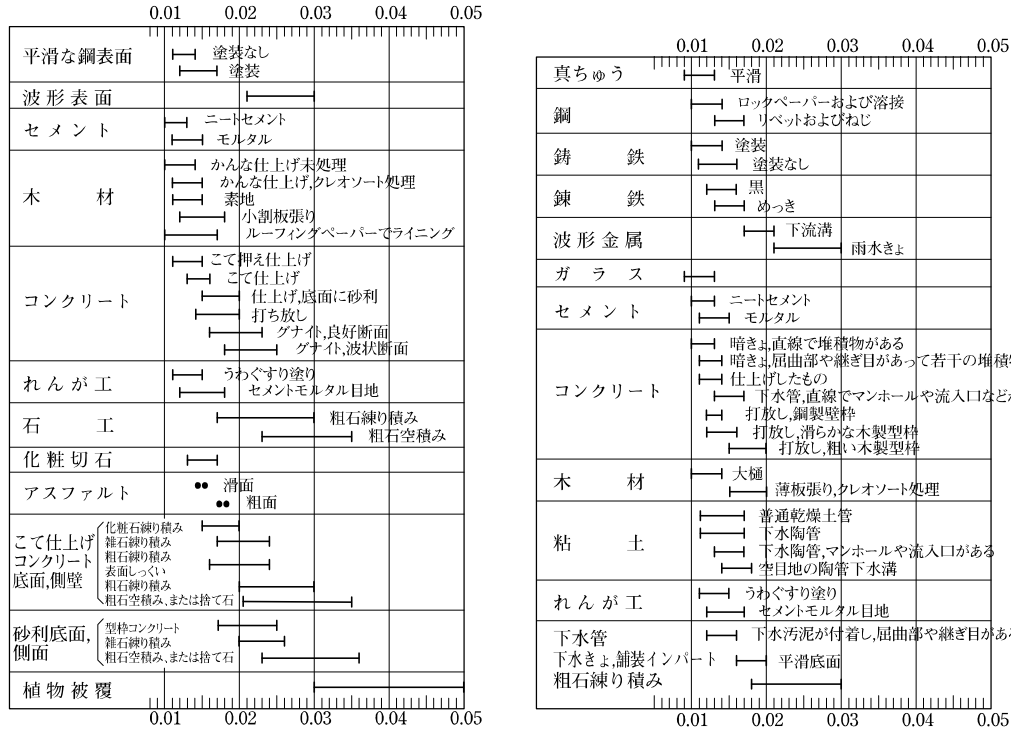 0.01 0.02 0.03 0.04 0.05
平滑な鋼表面
塗装なし
塗装
波形表面
セメント
ニートセメント
モルタル
木 材
かんな仕上げ未処理
かんな仕上げ,クレオソート処理
素地
小割板張り
ルーフィングペーパーでライニング
コンクリート
こて押え仕上げ
こて仕上げ
仕上げ,底面に砂利
打ち放し
グナイト,良好断面
グナイト,波状断面
れんが工
うわぐすり塗り
セメントモルタル目地
石 工
粗石練り積み
粗石空積み
化粧切石
アスファルト
滑面
粗面
こて仕上げ
コンクリート
底面,側壁
化粧石練り積み
雑石練り積み
粗石練り積み
表面しっくい
粗石練り積み
粗石空積み、または捨て石
砂利底面,
側面
型枠コンクリート
雑石練り積み
粗石空積み、または捨て石
植物被覆
0.01 0.02 0.03 0.04 0.05
0.01 0.02 0.03 0.04 0.05
真ちゅう
平滑
鋼
ロックペーパーおよび溶接
リベットおよびねじ
鋳 鉄
塗装
塗装なし
錬 鉄
黒
めっき
波形金属
下流溝
雨水きょ
ガラス
セメント
ニートセメント
モルタル
コンクリート
暗きょ,直線で堆積物がある
暗きょ,屈曲部や継ぎ目があって若干の堆積
仕上げしたもの
下水管,直線でマンホールや流入口など
打放し,鋼製壁枠
打放し,滑らかな木製型枠
打放し,粗い木製型枠
木 材
大樋
薄板張り,クレオソート処理
粘 土
普通乾燥土管
下水陶管
下水陶管,マンホールや流入口がある
空目地の陶管下水溝
れんが工
うわぐすり塗り
セメントモルタル目地
下水管
下水汚泥が付着し,屈曲部や継ぎ目があ
下水きょ,舗装インバート
平滑底面
粗石練り積み
0.01 0.02 0.03 0.04 0.05